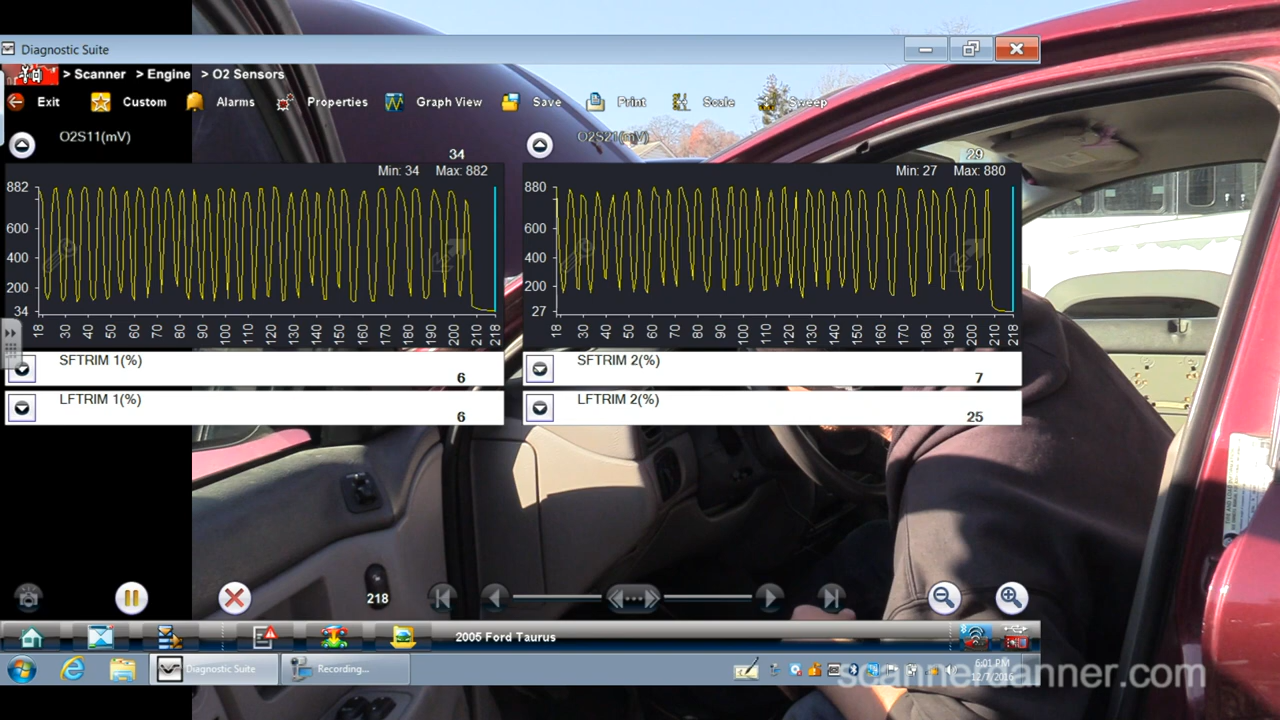 Diagnostic Suite
> Scanner > Engine > O2 Sensors
Exit Custom Alarms Properties Graph View Save Print Scale Sweep
O2S11(mV)
34
Min: 34 Max: 882
882
600
400
200
34
18 30 40 50 60 70 80 90 100 110 120 130 140 150 160 170 180 190 200 210 218
O2S21(mV)
29
Min: 27 Max: 880
880
600
400
200
27
18 30 40 50 60 70 80 90 100 110 120 130 140 150 160 170 180 190 200 210 218
SFTRIM 1(%)
6
SFTRIM 2(%)
7
LFTRIM 1(%)
6
LFTRIM 2(%)
25
218
2005 Ford Taurus
Diagnostic Suite
Recording...
6:01 PM
12/7/2016
scannerdanner.com